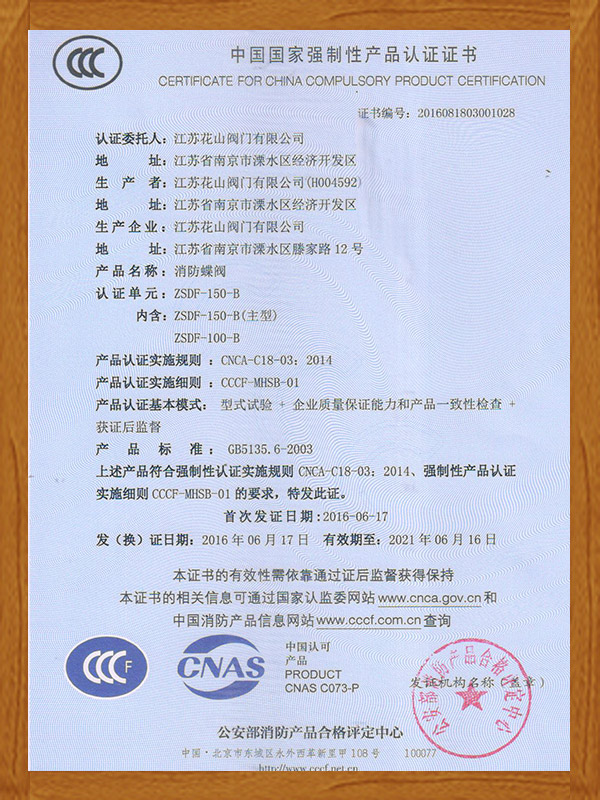 中国国家强制性产品认证证书
CERTIFICATE FOR CHINA COMPULSORY PRODUCT CERTIFICATION
证书编号：2016081803001028
认证委托人：江苏花山阀门有限公司
地 址：江苏省南京市溧水区经济开发区
生 产 者：江苏花山阀门有限公司(H004592)
地 址：江苏省南京市溧水区经济开发区
生产企业：江苏花山阀门有限公司
地 址：江苏省南京市溧水区滕家路12号
产品名称：消防蝶阀
认证单元：ZSDF-150-B
内含：ZSDF-150-B(主型)
ZSDF-100-B
产品认证实施规则 ：CNCA-C18-03：2014
产品认证实施细则 ：CCCF-MHSB-01
产品认证基本模式： 型式试验 + 企业质量保证能力和产品一致性检查 +
获证后监督
产 品 标 准：GB5135.6-2003
上述产品符合强制性认证实施规则 CNCA-C18-03：2014、强制性产品认证
实施细则 CCCF-MHSB-01 的要求，特发此证。
首次发证日期:2016-06-17
发（换）证日期：2016 年 06 月 17 日 有效期至：2021 年 06 月 16 日
本证书的有效性需依靠通过证后监督获得保持
本证书的相关信息可通过国家认监委网站 www.cnca.gov.cn 和
中国消防产品信息网站 www.cccf.com.cn 查询
CCCF
CNAS
中国认可
产品
PRODUCT
CNAS C073-P
公安部消防产品合格评定中心
发证机构名称（盖章）
公安部消防产品合格评定中心
中国·北京市东城区永外西革新里甲 108 号 100077
http://www.cccf.net.cn